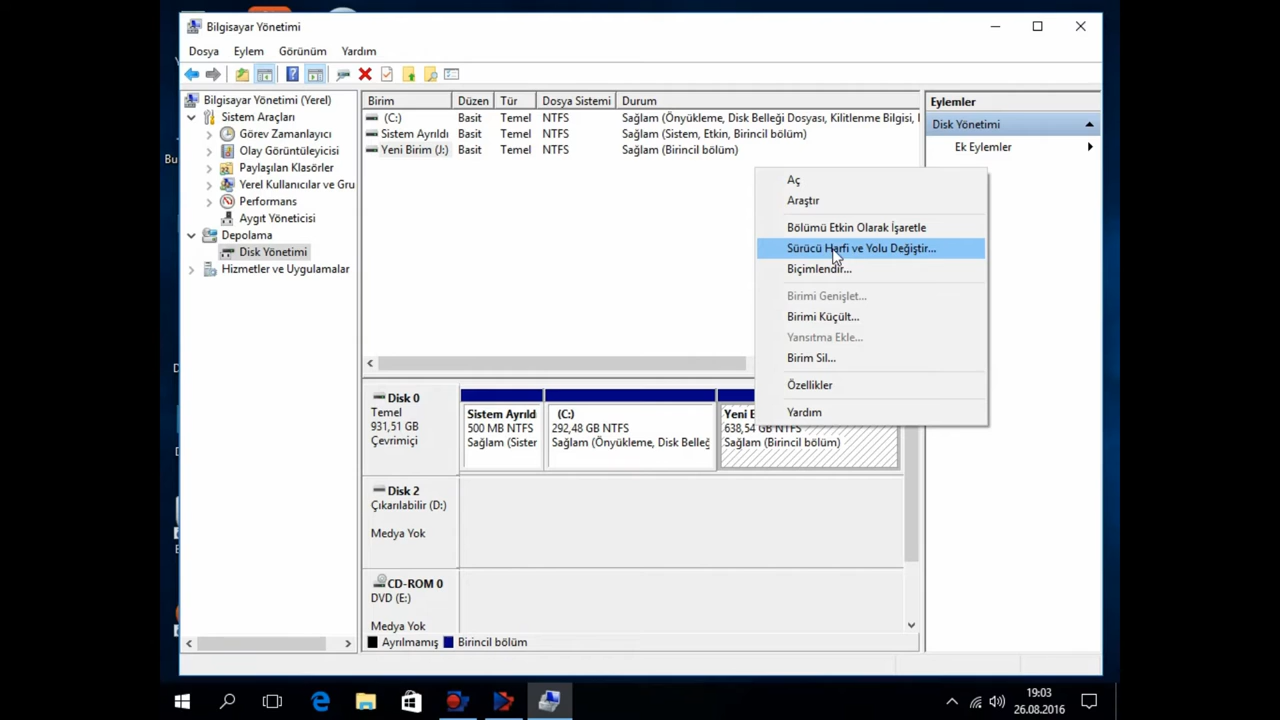 Bilgisayar Yönetimi
Dosya Eylem Görünüm Yardım
Bilgisayar Yönetimi (Yerel)
Sistem Araçları
Görev Zamanlayıcı
Olay Görüntüleyicisi
Paylaşılan Klasörler
Yerel Kullanıcılar ve Gru
Performans
Aygıt Yöneticisi
Depolama
Disk Yönetimi
Hizmetler ve Uygulamalar
Birim Düzen Tür Dosya Sistemi Durum
(C:) Basit Temel NTFS Sağlam (Önyükleme, Disk Belleği Dosyası, Kilitlenme Bilgisi,
Sistem Ayrıldı Basit Temel NTFS Sağlam (Sistem, Etkin, Birincil bölüm)
Yeni Birim (J:) Basit Temel NTFS Sağlam (Birincil bölüm)
Eylemler
Disk Yönetimi
Ek Eylemler
Aç
Araştır
Bölümü Etkin Olarak İşaretle
Sürücü Harfi ve Yolu Değiştir...
Biçimlendir...
Birimi Genişlet...
Birimi Küçült...
Yansıtma Ekle...
Birim Sil...
Özellikler
Yardım
Disk 0
Temel
931,51 GB
Çevrimiçi
Sistem Ayrıld
500 MB NTFS
Sağlam (Sister
(C:)
292,48 GB NTFS
Sağlam (Önyükleme, Disk Belleğ
Yeni B
638,54 GB NTFS
Sağlam (Birincil bölüm)
Disk 2
Çıkarılabilir (D:)
Medya Yok
CD-ROM 0
DVD (E:)
Medya Yok
Ayrılmamış Birincil bölüm
19:03
26.08.2016